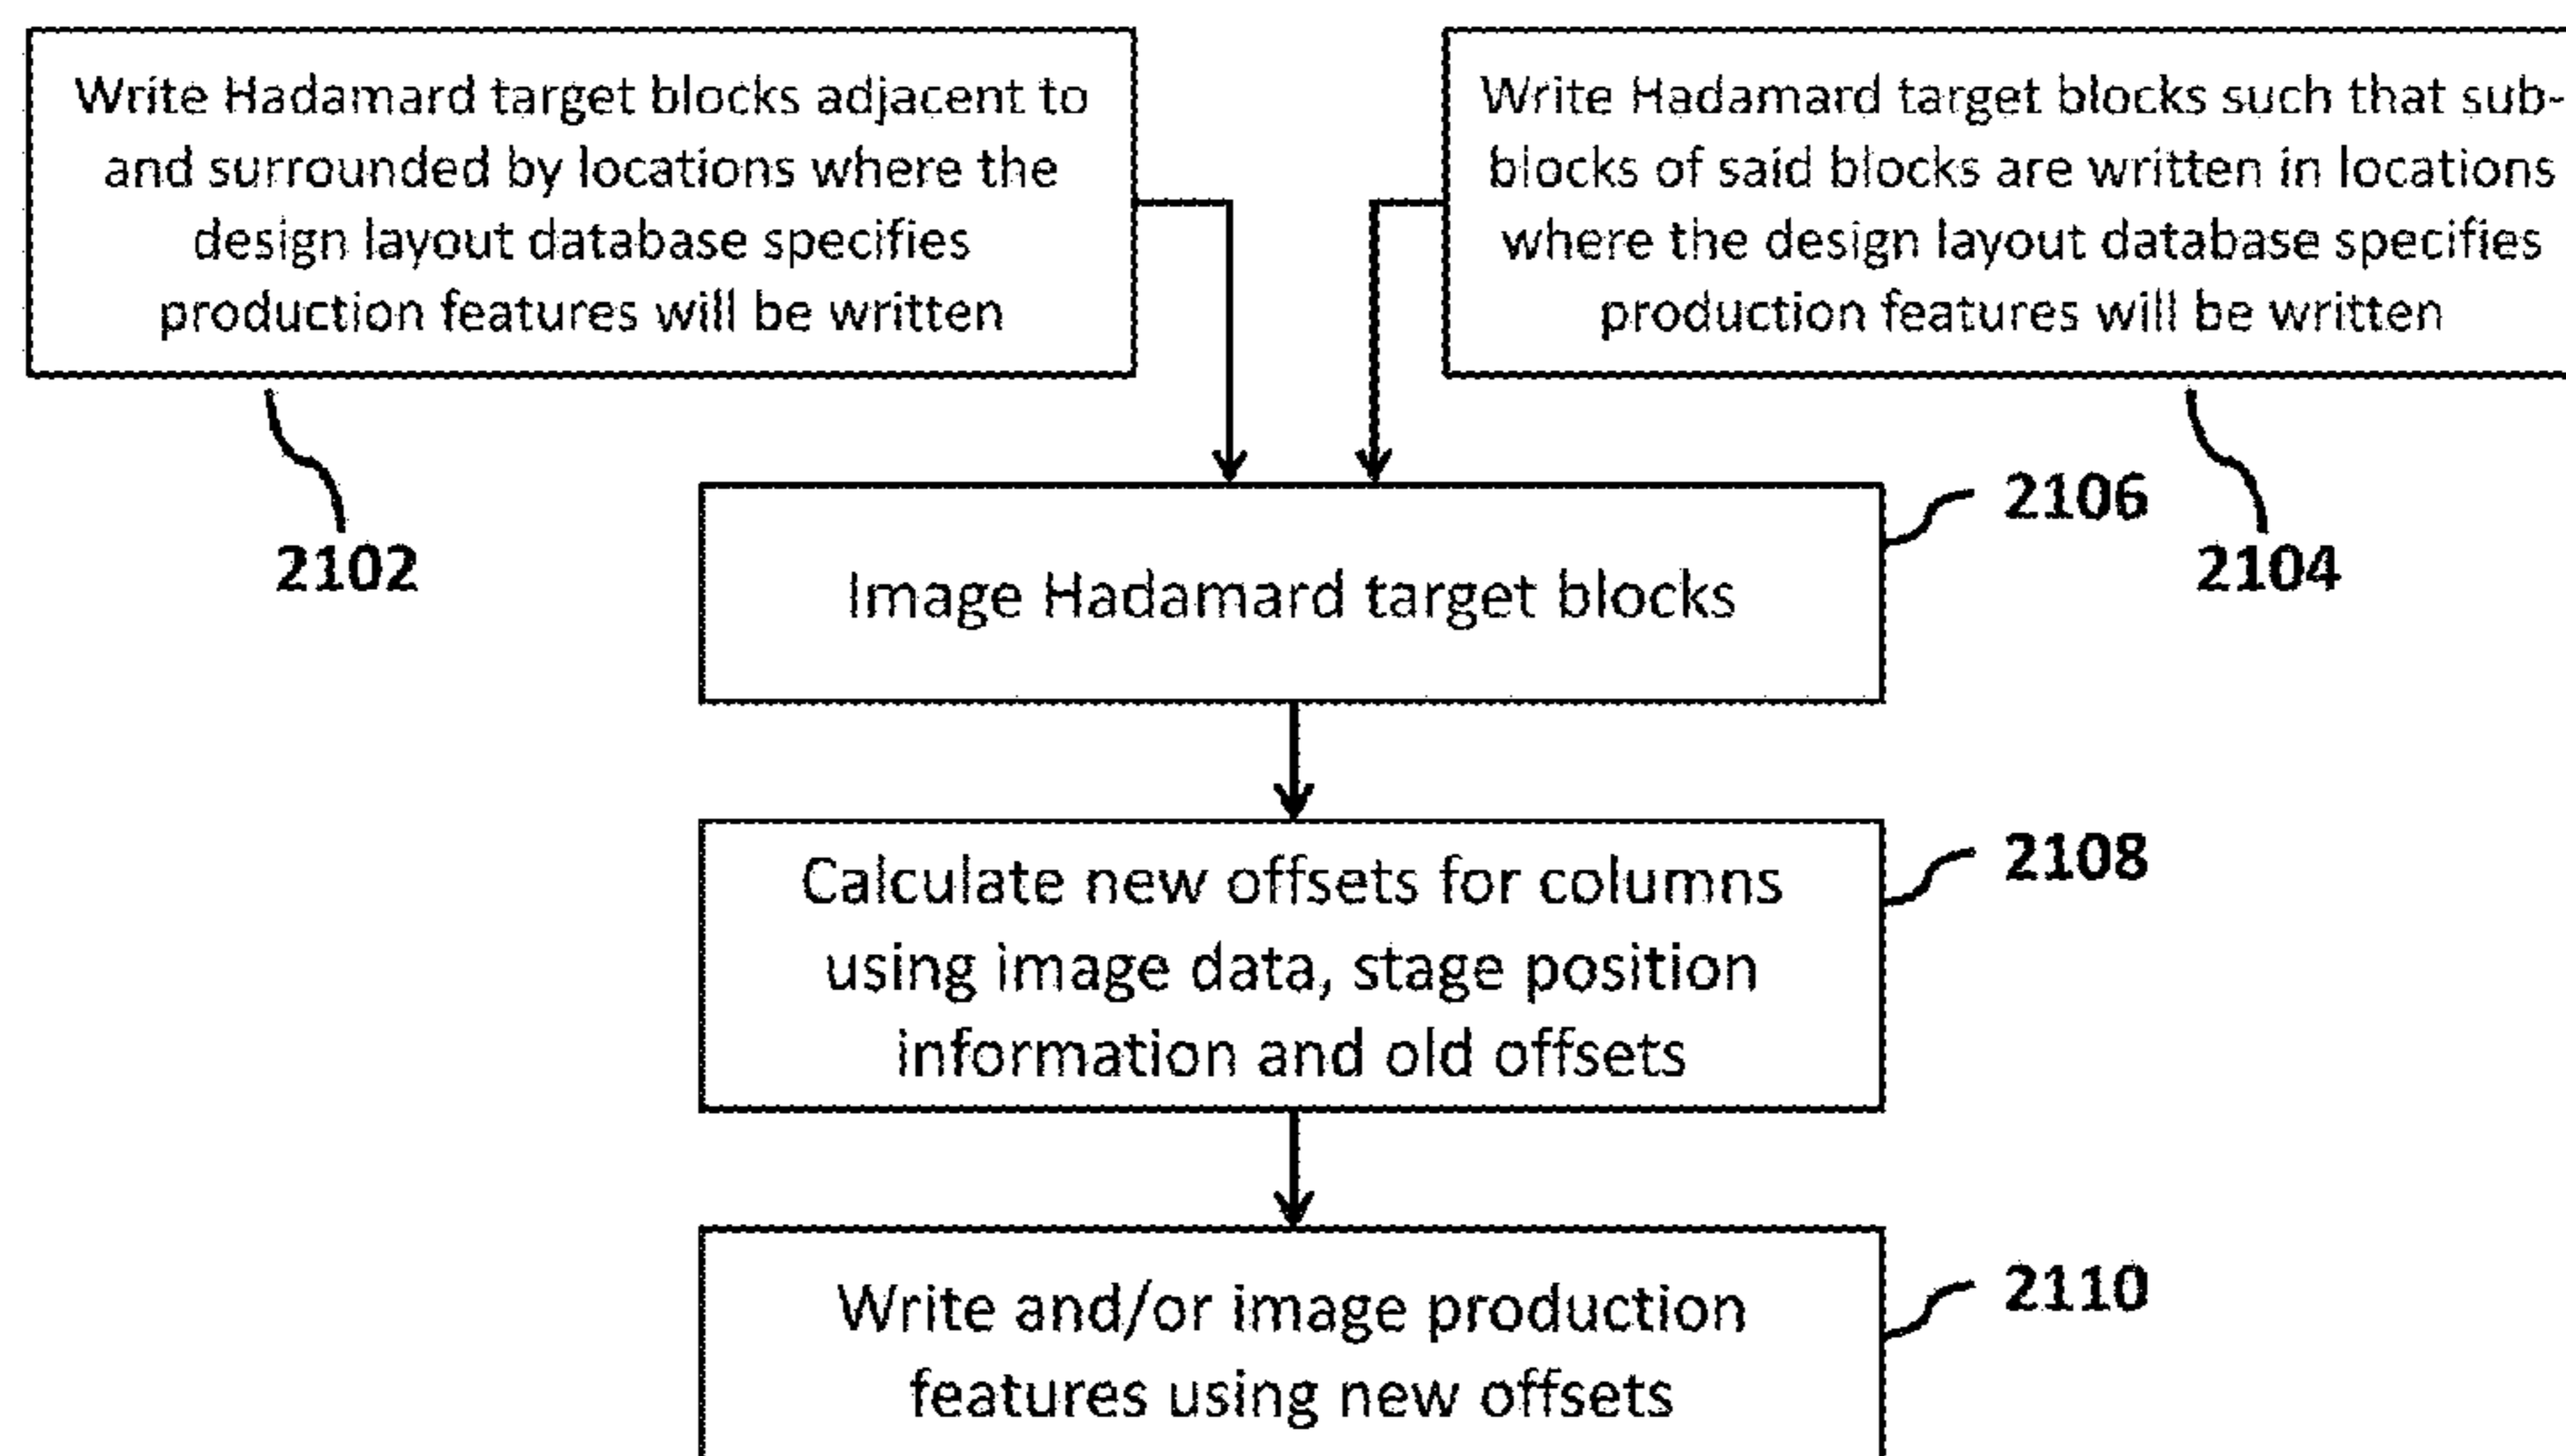 Write Hadamard target blocks adjacent to
and surrounded by locations where the
design layout database specifies
production features will be written
Write Hadamard target blocks such that sub-
blocks of said blocks are written in locations
where the design layout database specifies
production features will be written
2102
2104
2106
Image Hadamard target blocks
2108
Calculate new offsets for columns
using image data, stage position
information and old offsets
2110
Write and/or image production
features using new offsets